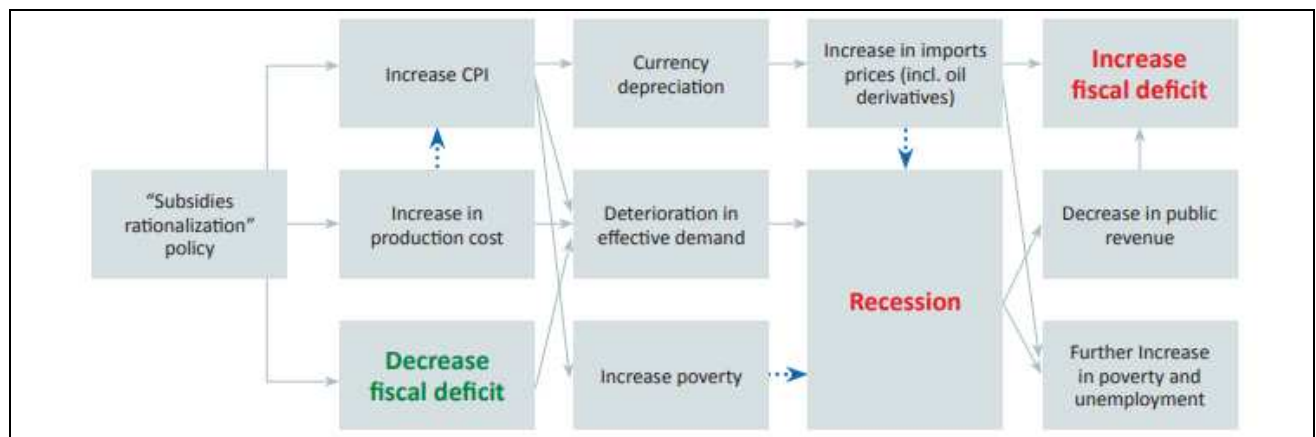 Increase CPI
Currency
depreciation
Increase in imports
prices (incl. oil
derivatives)
Increase
fiscal deficit
“Subsidies
rationalization”
policy
Increase in
production cost
Deterioration in
effective demand
Recession
Decrease in public
revenue
Decrease
fiscal deficit
Increase poverty
Further Increase
in poverty and
unemployment